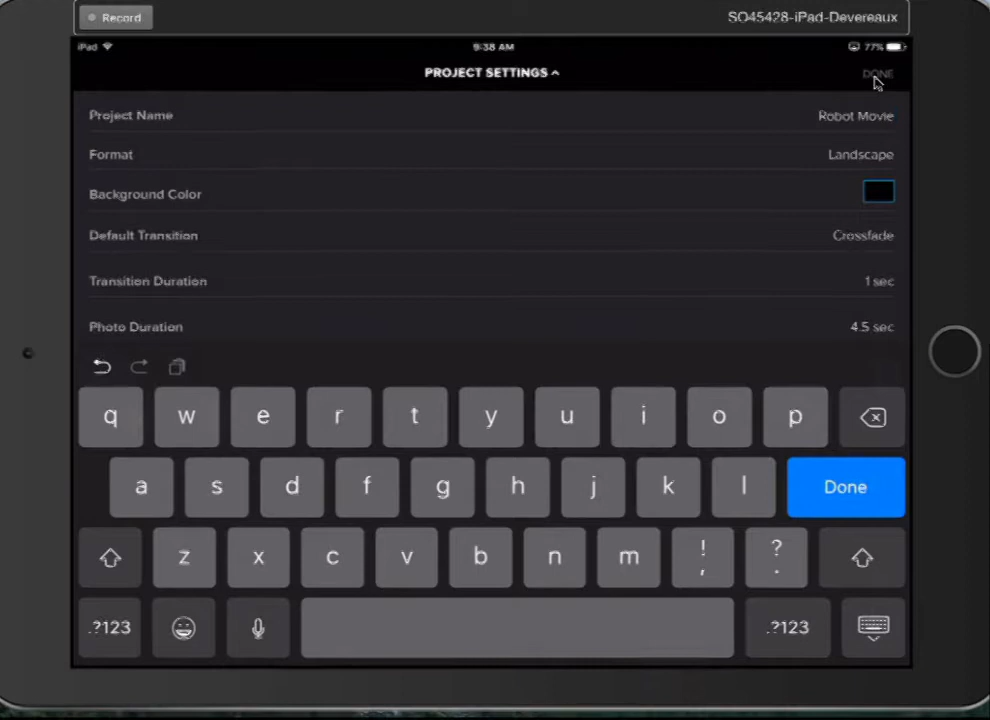 Record
SO45428-iPad-Devereaux
iPad 9:38 AM 77%
PROJECT SETTINGS DONE
Project Name Robot Movie
Format Landscape
Background Color
Default Transition Crossfade
Transition Duration 1 sec
Photo Duration 4.5 sec
q w e r t y u i o p
a s d f g h j k l Done
z x c v b n m ! , ? .
.?123 .?123